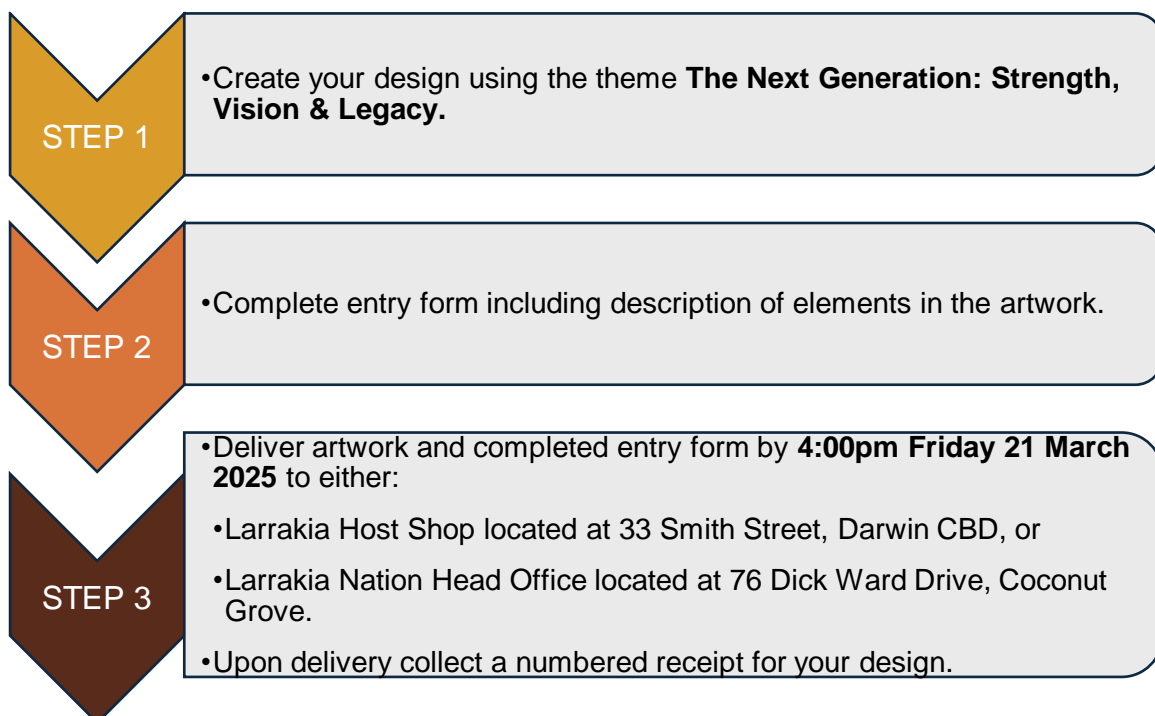 STEP 1
•Create your design using the theme The Next Generation: Strength,
Vision & Legacy.
STEP 2
•Complete entry form including description of elements in the artwork.
STEP 3
•Deliver artwork and completed entry form by 4:00pm Friday 21 March
2025 to either:
•Larrakia Host Shop located at 33 Smith Street, Darwin CBD, or
•Larrakia Nation Head Office located at 76 Dick Ward Drive, Coconut
Grove.
•Upon delivery collect a numbered receipt for your design.